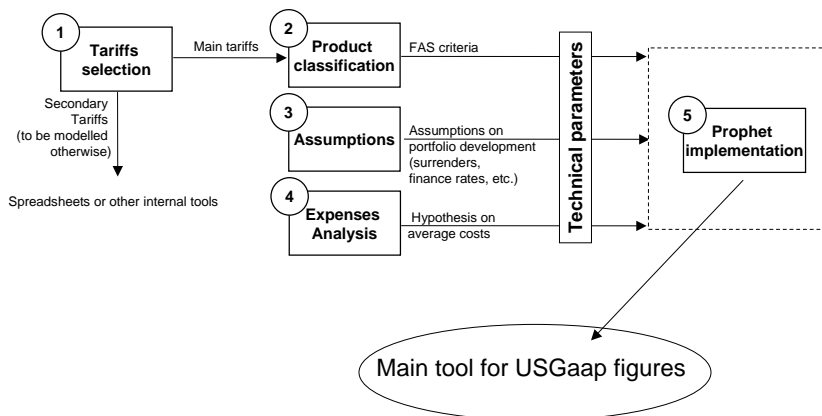 1
Tariffs
selection
Main tariffs
2
Product
classification
FAS criteria
Secondary
Tariffs
(to be modelled
otherwise)
Spreadsheets or other internal tools
3
Assumptions
Assumptions on
portfolio development
(surrenders,
finance rates, etc.)
4
Expenses
Analysis
Hypothesis on
average costs
Technical parameters
5
Prophet
implementation
Main tool for USGaap figures